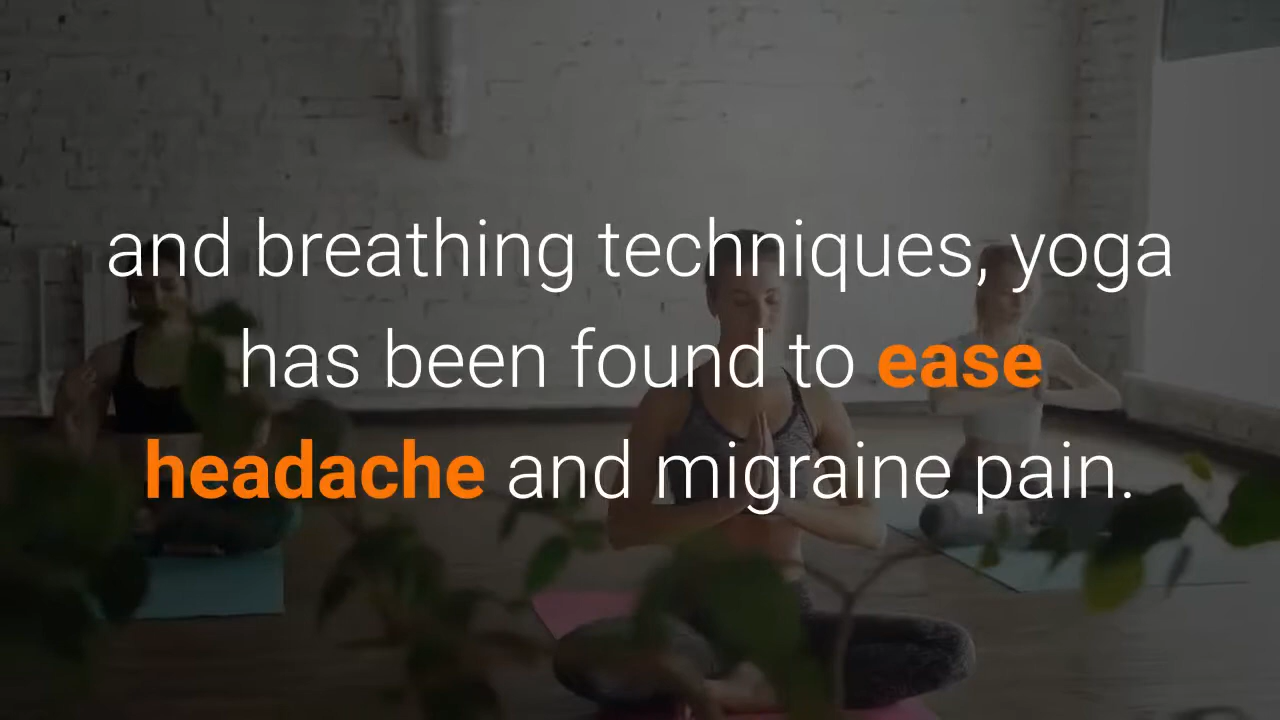 and breathing techniques, yoga
has been found to ease
headache and migraine pain.